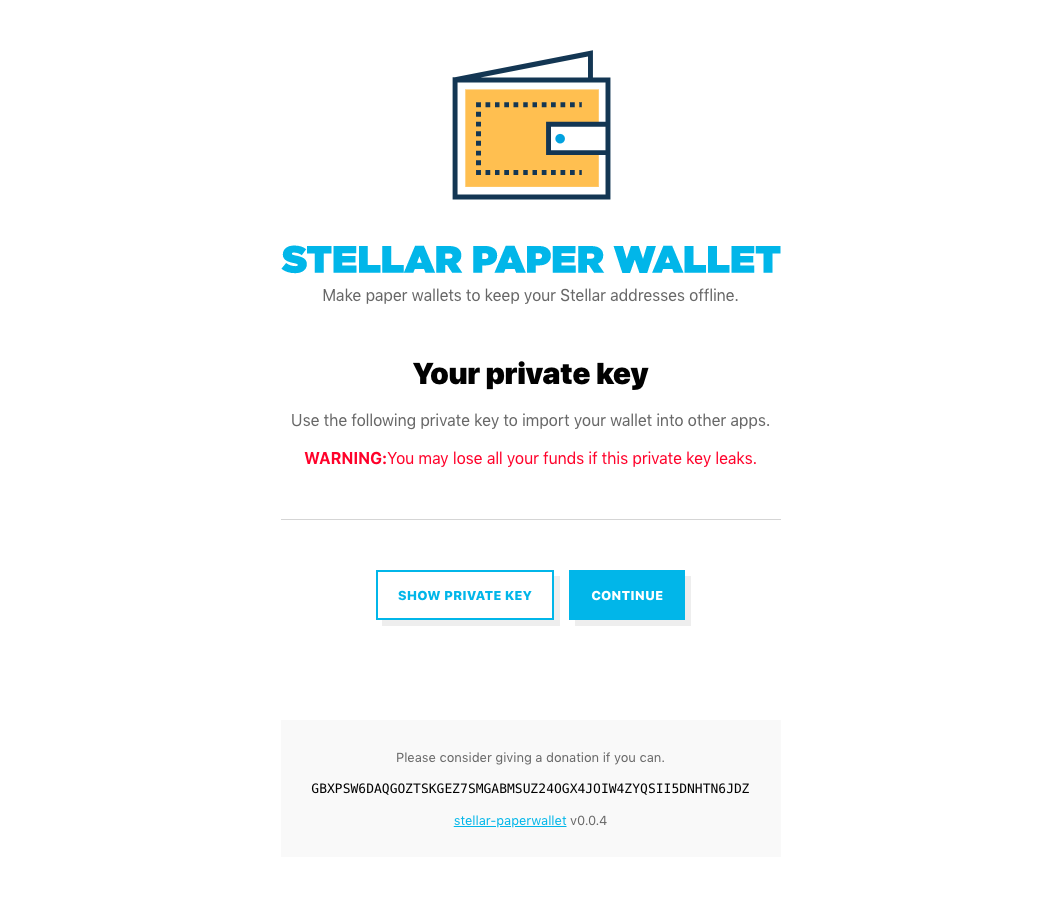 STELLAR PAPER WALLET
Make paper wallets to keep your Stellar addresses offline.
Your private key
Use the following private key to import your wallet into other apps.
WARNING:You may lose all your funds if this private key leaks.
SHOW PRIVATE KEY
CONTINUE
Please consider giving a donation if you can.
GBXPSW6DAQGOZTSKGEZ7SMGABMSUZ24OGX4JOIW4ZYQSII5DNHTN6JDZ
stellar-paperwallet v0.0.4